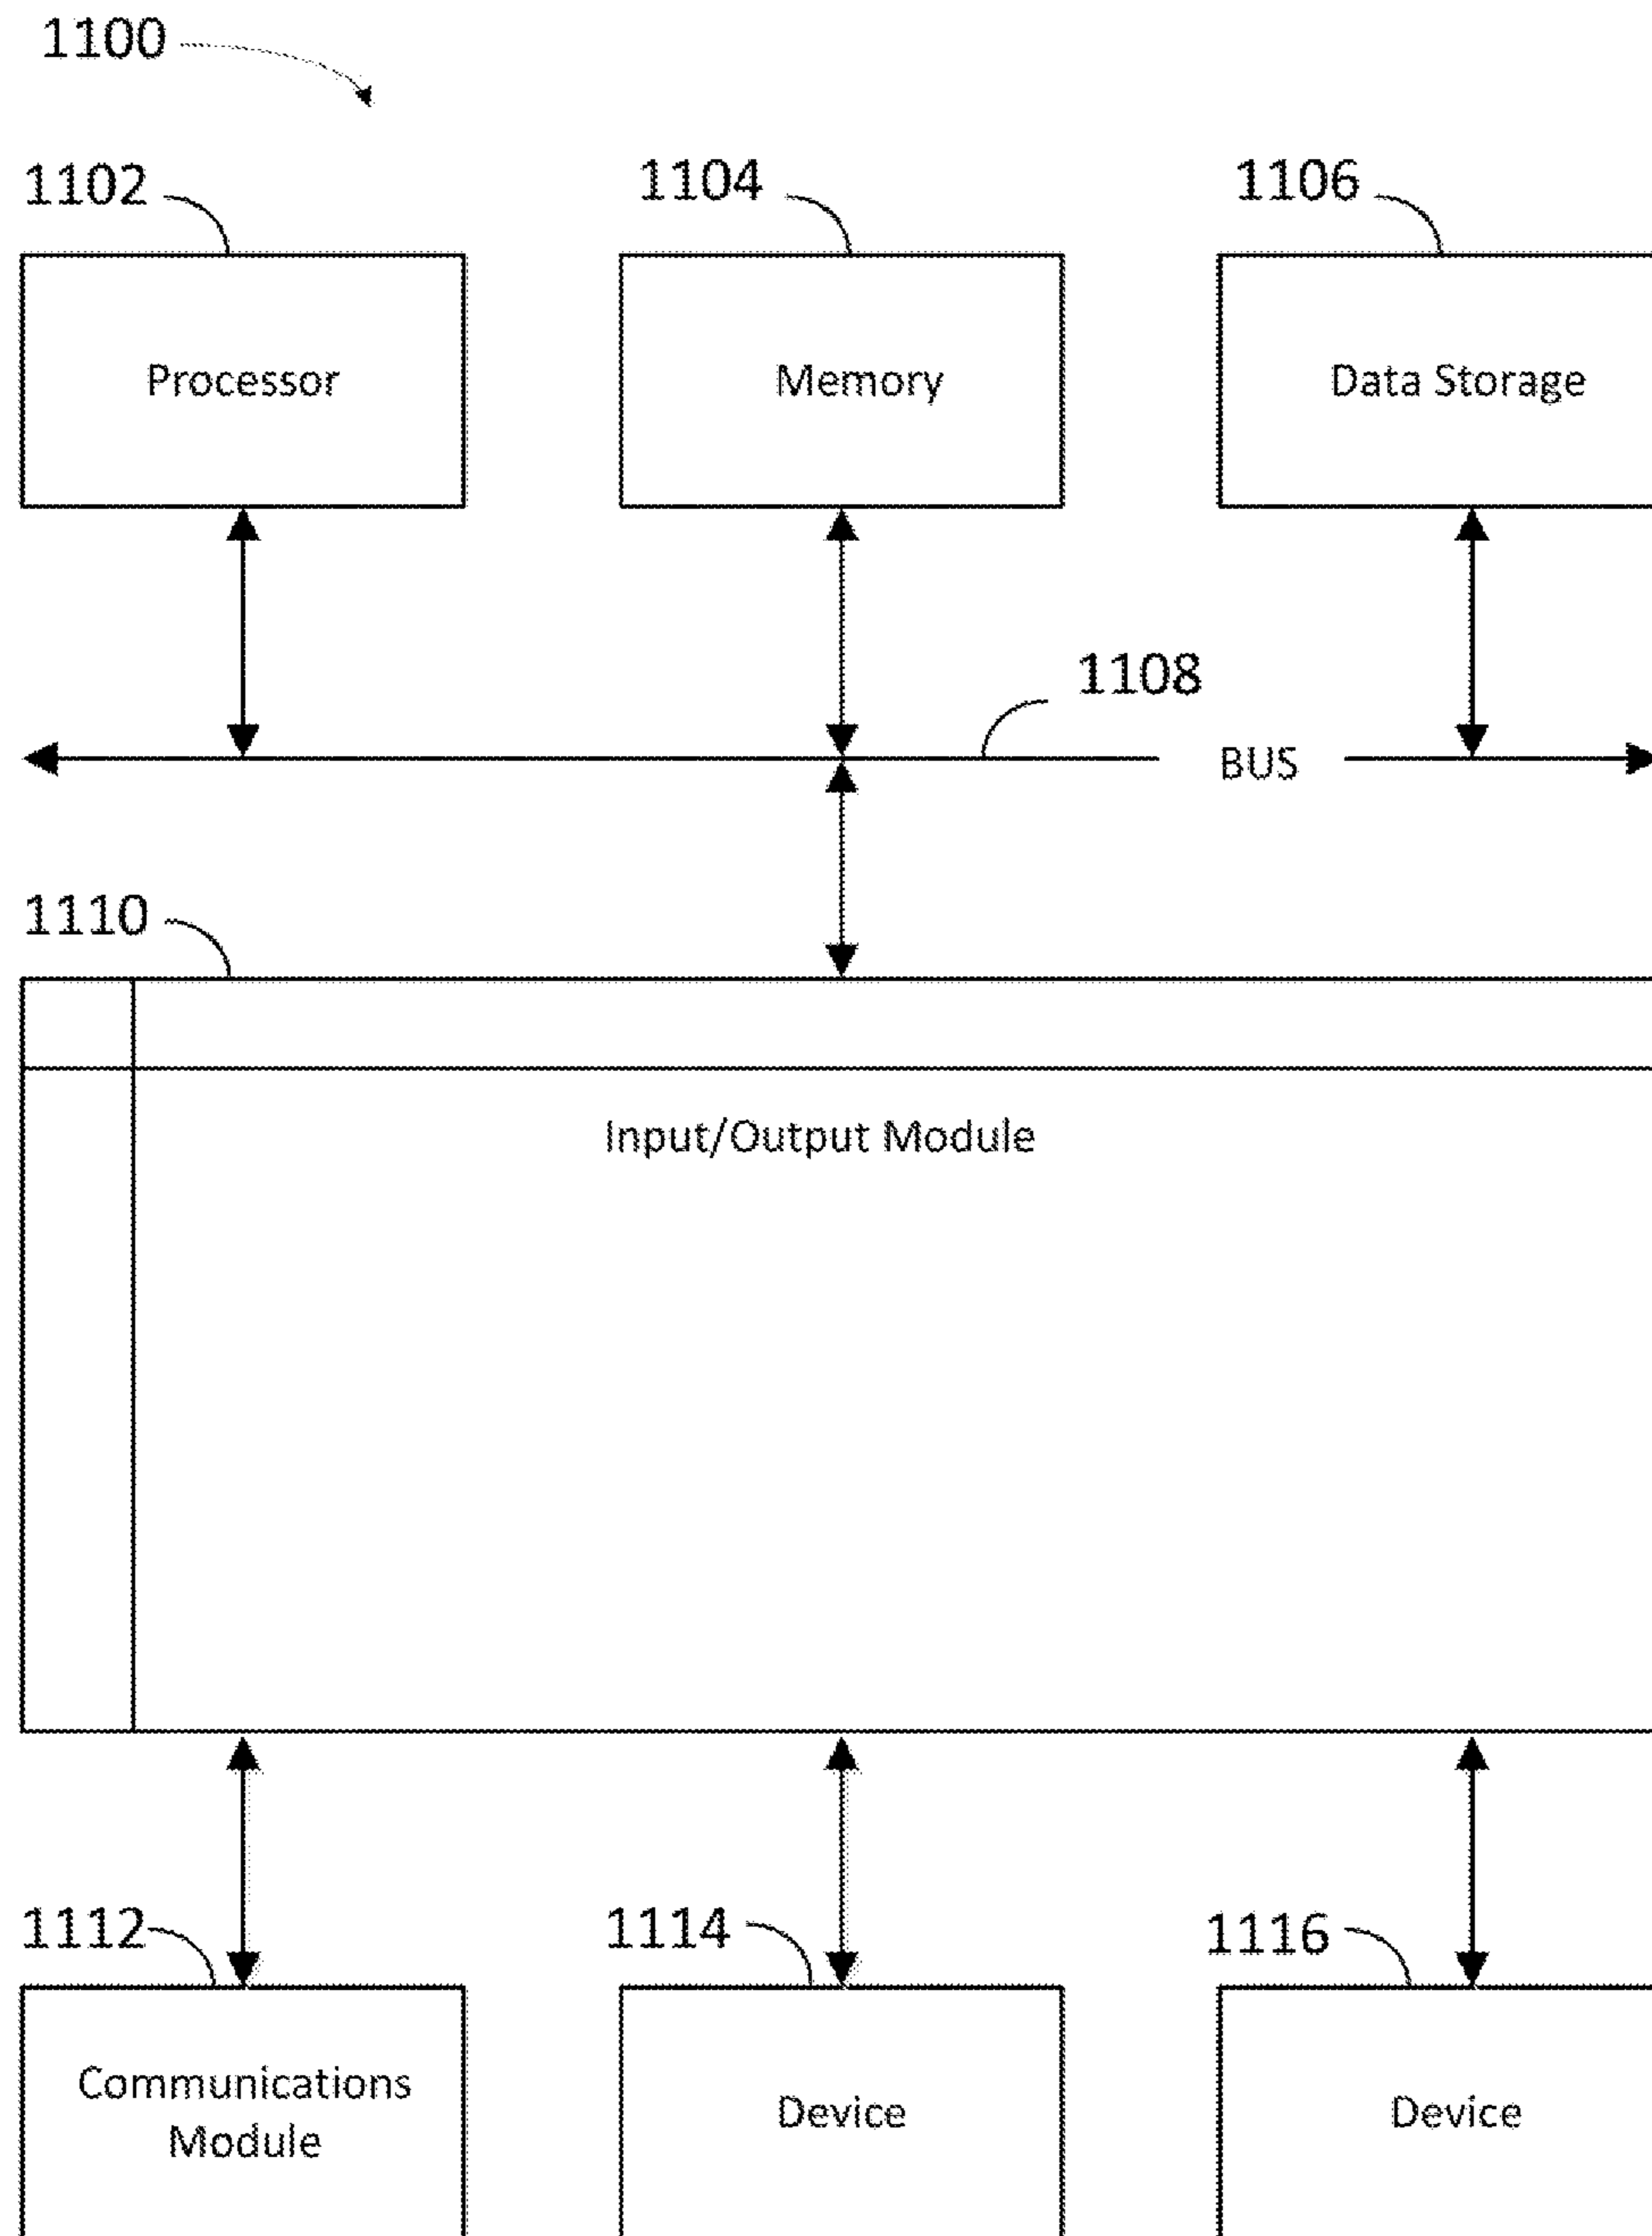 1100
1102
1104
1106
Processor
Memory
Data Storage
1108
BUS
1110
Input/Output Module
1112
1114
1116
Communications
Module
Device
Device